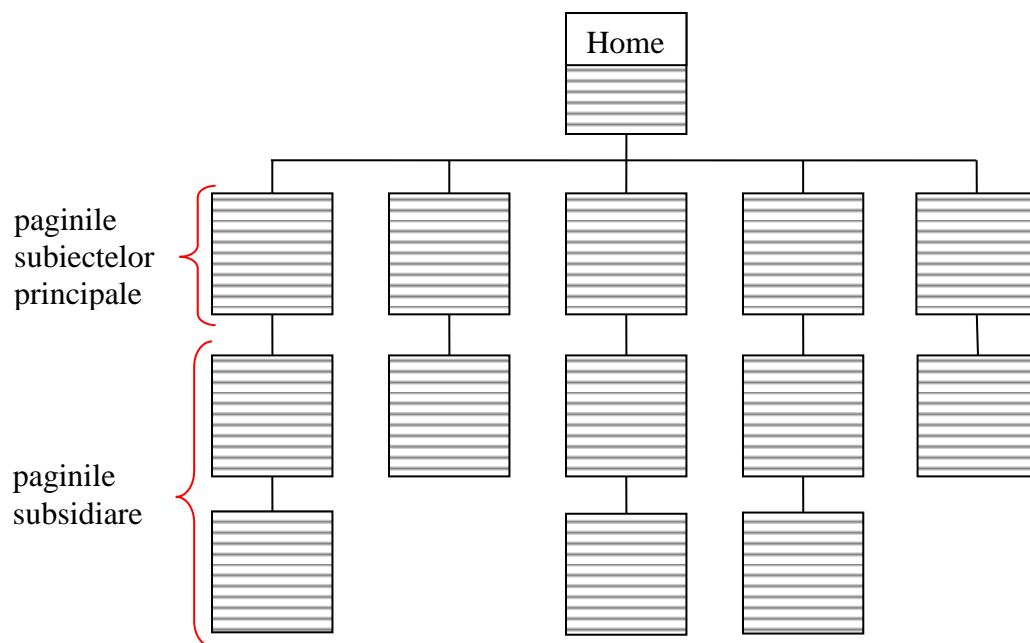 Home
paginile
subiectelor
principale
paginile
subsidiare